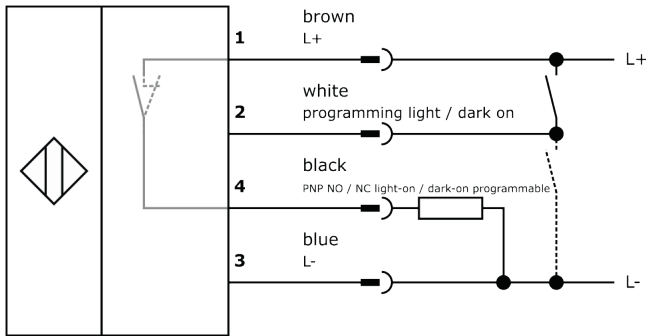 brown
1
L+
L+
white
2
programming light / dark on
black
PNP NO / NC light-on / dark-on programmable
4
blue
3
L-
L-